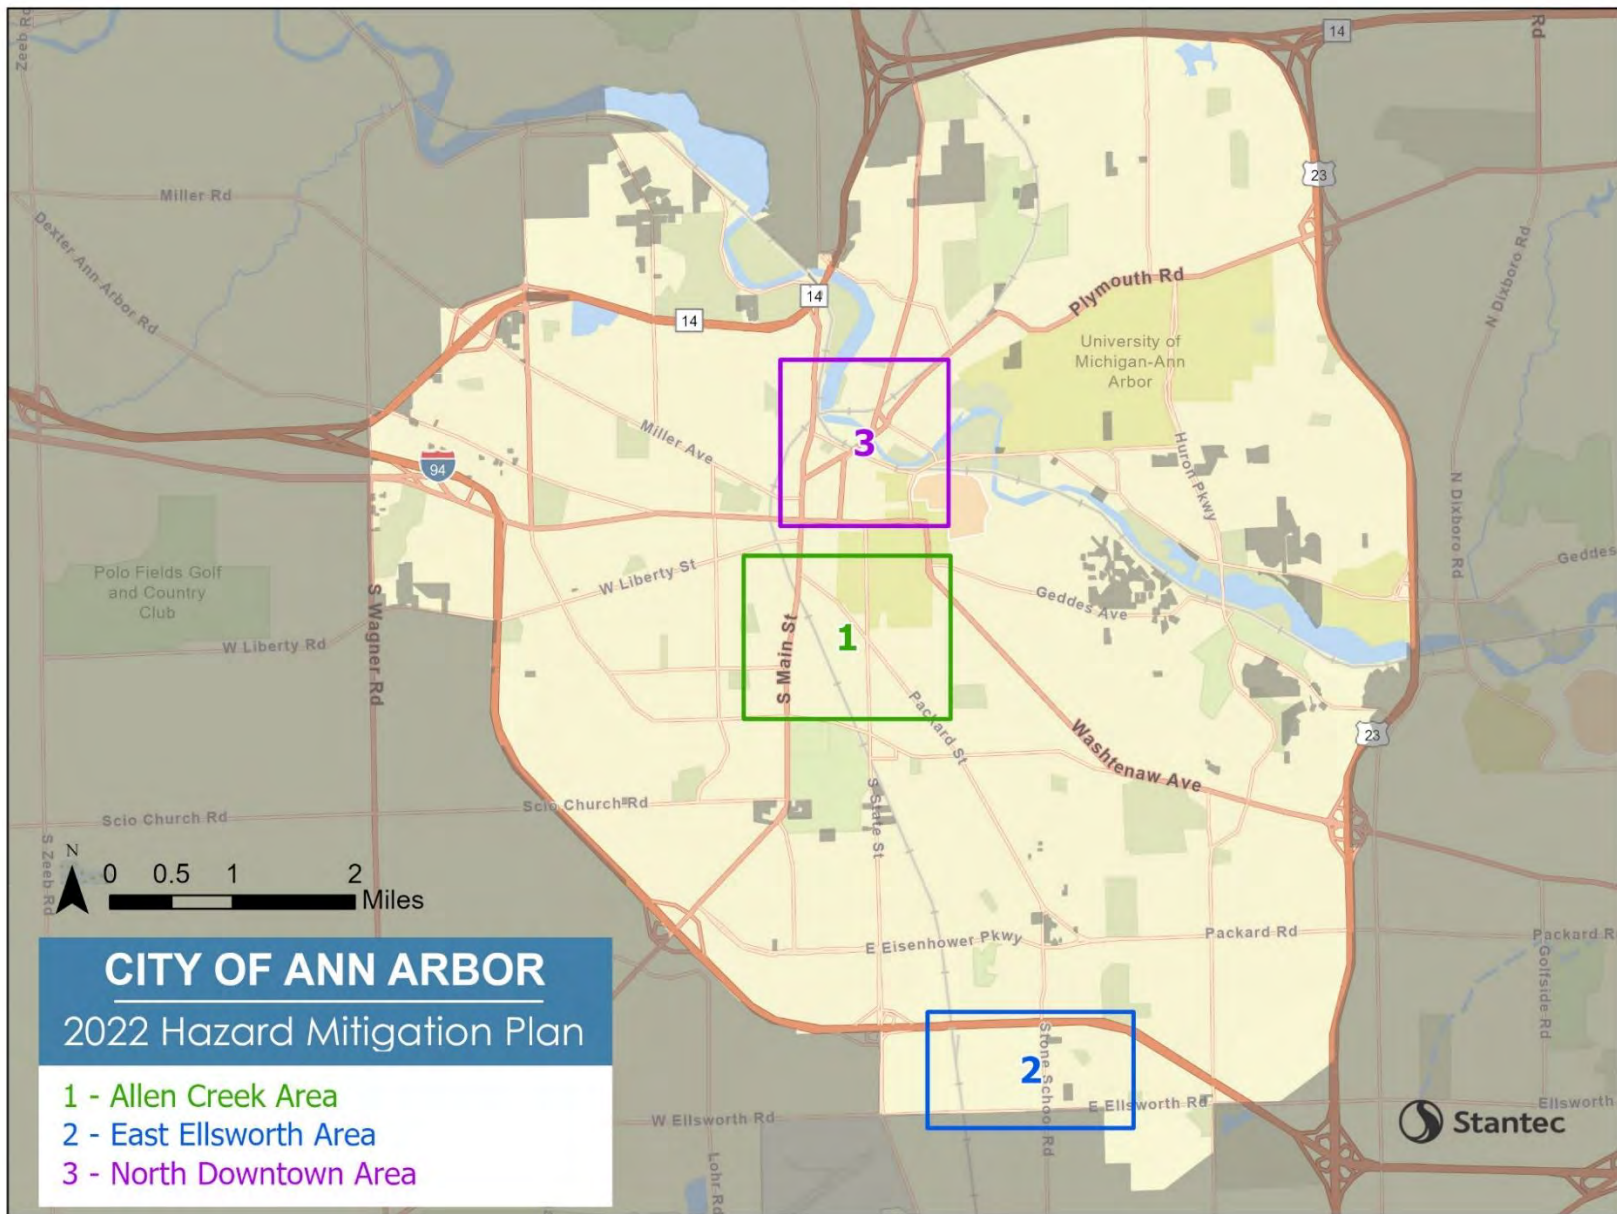 Zeeb Rd
14
Rd
Miller Rd
23
Dexter Ann Arbor Rd
N Dixboro Rd
Plymouth Rd
14
14
University of
Michigan-Ann
Arbor
Miller Ave
3
Huron Pkwy
94
N Dixboro Rd
Polo Fields Golf
and Country
Club
W Liberty St
Geddes Ave
Geddes
S Wagner Rd
W Liberty Rd
S Main St
1
Packard St
Washtenaw Ave
23
Scio Church Rd
Scio Church Rd
S State St
S Zeeb Rd
N
0 0.5 1 2
Miles
E Eisenhower Pkwy
Packard Rd
Packard R
Golfside Rd
CITY OF ANN ARBOR
2022 Hazard Mitigation Plan
Stone School Rd
2
1 - Allen Creek Area
2 - East Ellsworth Area
3 - North Downtown Area
W Ellsworth Rd
E Ellsworth Rd
Ellsworth
Lohr Rd
Stantec